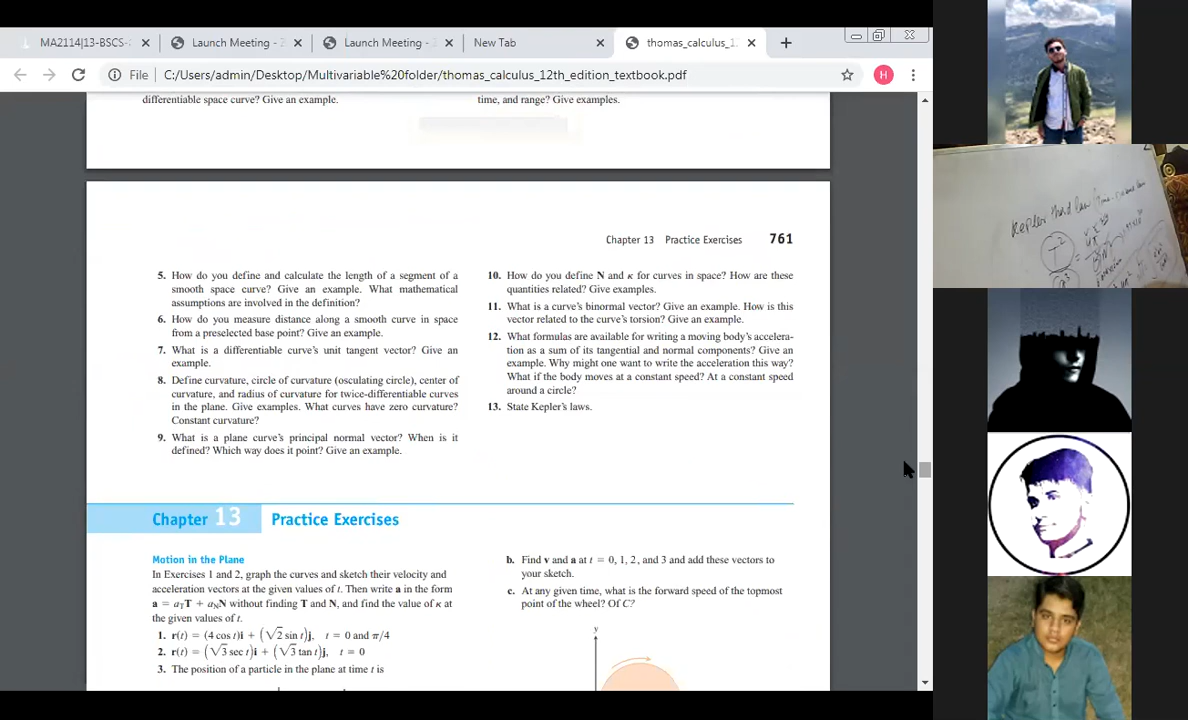 MA2114|13-BSCS-
Launch Meeting -
Launch Meeting -
New Tab
thomas_calculus_1
File
C:/Users/admin/Desktop/Multivariable%20folder/thomas_calculus_12th_edition_textbook.pdf
H
differentiable space curve? Give an example.
time, and range? Give examples.
Chapter 13 Practice Exercises 761
5. How do you define and calculate the length of a segment of a
smooth space curve? Give an example. What mathematical
assumptions are involved in the definition?
6. How do you measure distance along a smooth curve in space
from a preselected base point? Give an example.
7. What is a differentiable curve's unit tangent vector? Give an
example.
8. Define curvature, circle of curvature (osculating circle), center of
curvature, and radius of curvature for twice-differentiable curves
in the plane. Give examples. What curves have zero curvature?
Constant curvature?
9. What is a plane curve's principal normal vector? When is it
defined? Which way does it point? Give an example.
10. How do you define N and κ for curves in space? How are these
quantities related? Give examples.
11. What is a curve's binormal vector? Give an example. How is this
vector related to the curve's torsion? Give an example.
12. What formulas are available for writing a moving body's accelera-
tion as a sum of its tangential and normal components? Give an
example. Why might one want to write the acceleration this way?
What if the body moves at a constant speed? At a constant speed
around a circle?
13. State Kepler's laws.
Chapter 13 Practice Exercises
Motion in the Plane
In Exercises 1 and 2, graph the curves and sketch their velocity and
acceleration vectors at the given values of t. Then write a in the form
a = aTT + aNN without finding T and N, and find the value of κ at
the given values of t.
1. r(t) = (4 cos t)i + (√2 sin t)j, t = 0 and π/4
2. r(t) = (√3 sec t)i + (√3 tan t)j, t = 0
3. The position of a particle in the plane at time t is
b. Find v and a at t = 0, 1, 2, and 3 and add these vectors to
your sketch.
c. At any given time, what is the forward speed of the topmost
point of the wheel? Of C?
y
Kepler third law
T²